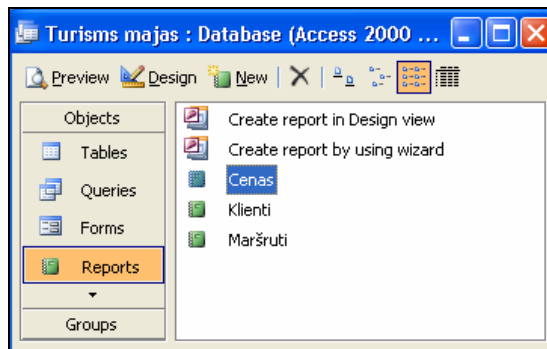 Turisms majas : Database (Access 2000 ...
Preview Design New
Objects
Tables
Queries
Forms
Reports
Groups
Create report in Design view
Create report by using wizard
Cenas
Klienti
Maršruti